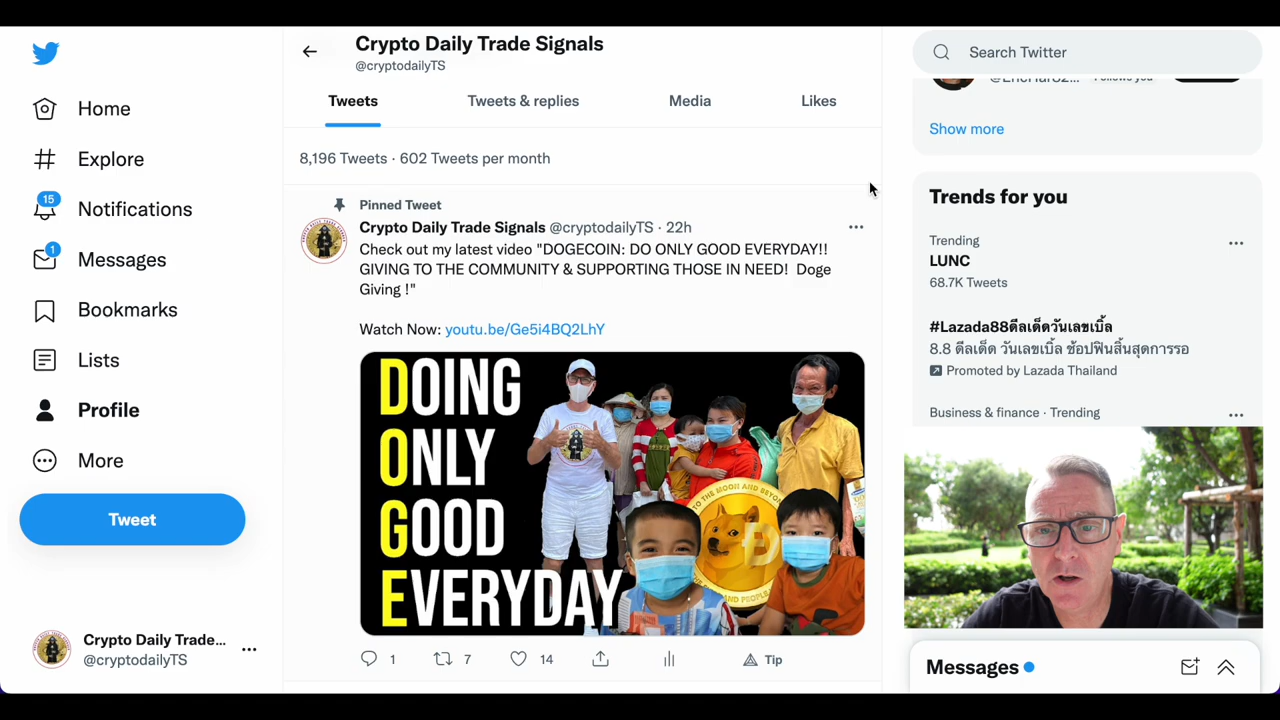 Crypto Daily Trade Signals
@cryptodailyTS
Search Twitter
Tweets
Tweets & replies
Media
Likes
Show more
8,196 Tweets · 602 Tweets per month
Home
Explore
15
Notifications
1
Messages
Bookmarks
Lists
Profile
More
Tweet
Crypto Daily Trade...
@cryptodailyTS
Pinned Tweet
Crypto Daily Trade Signals @cryptodailyTS · 22h
Check out my latest video "DOGECOIN: DO ONLY GOOD EVERYDAY!!
GIVING TO THE COMMUNITY & SUPPORTING THOSE IN NEED! Doge
Giving !"
Watch Now: youtu.be/Ge5i4BQ2LhY
DOING
ONLY
GOOD
EVERYDAY
TO THE MOON AND BEYOND
1
7
14
Tip
Trends for you
Trending
LUNC
68.7K Tweets
#Lazada88ดีลเด็ดวันเลขเบิ้ล
8.8 ดีลเด็ด วันเลขเบิ้ล ช้อปฟินสิ้นสุดการรอ
Promoted by Lazada Thailand
Business & finance · Trending
Messages